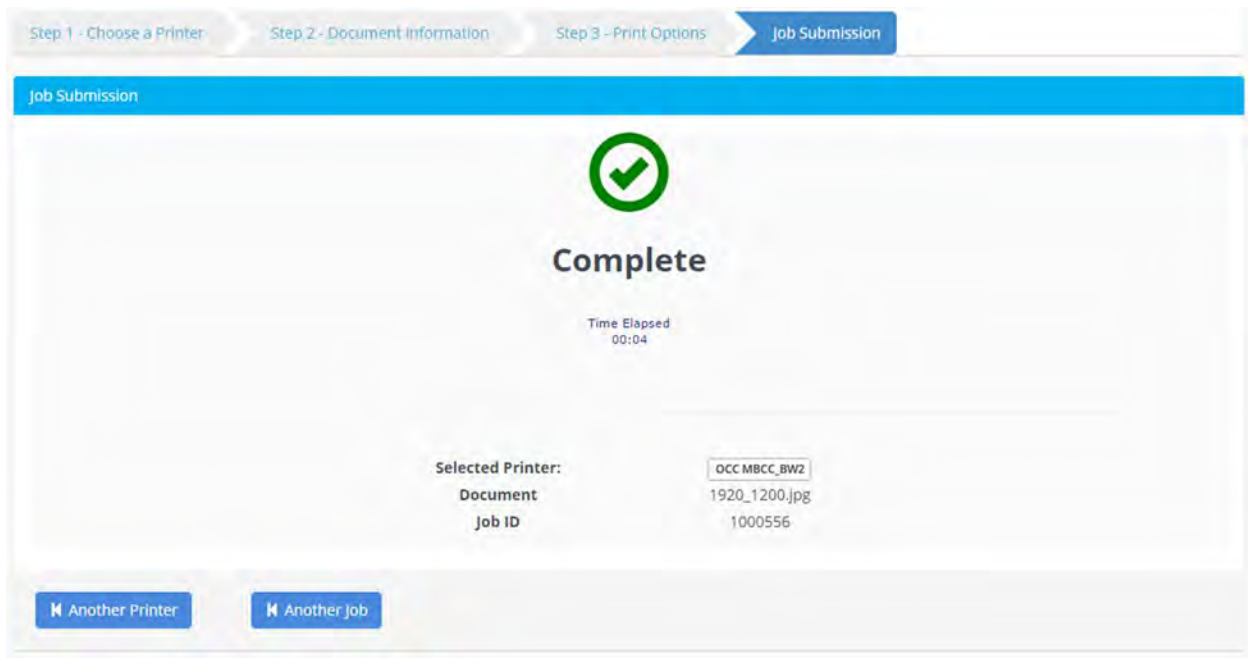 Step 1 - Choose a Printer Step 2 - Document Information Step 3 - Print Options Job Submission
Job Submission
Complete
Time Elapsed
00:04
Selected Printer: OCC MBCC_BW2
Document 1920_1200.jpg
Job ID 1000556
Another Printer Another Job